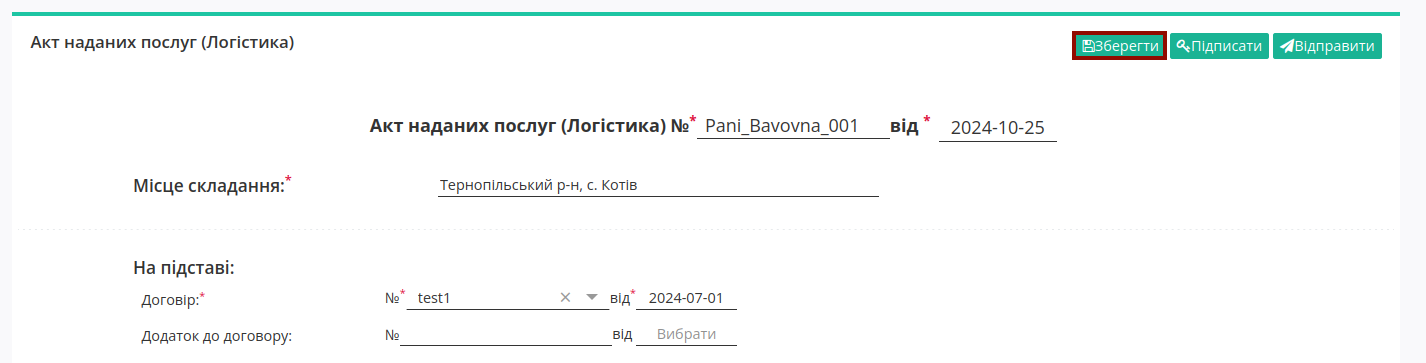 Акт наданих послуг (Логістика)
Зберегти Підписати Відправити
Акт наданих послуг (Логістика) №* Pani_Bavovna_001 від * 2024-10-25
Місце складання:* Тернопільський р-н, с. Котів
На підставі:
Договір:* №* test1 × від* 2024-07-01
Додаток до договору: № від Вибрати